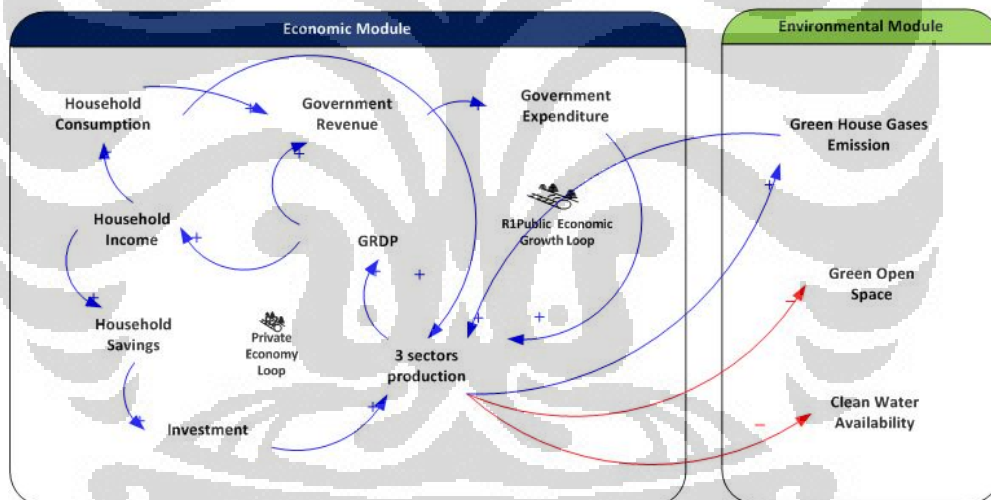 Economic Module
Environmental Module
Household
Consumption
Government
Revenue
Government
Expenditure
Green House Gases
Emission
Household
Income
GRDP
R1Public Economic
Growth Loop
Green Open
Space
Household
Savings
Private
Economy
Loop
3 sectors
production
Investment
Clean Water
Availability
+
+
+
+
+
+
+
+
+
+
+
+
+
−
−